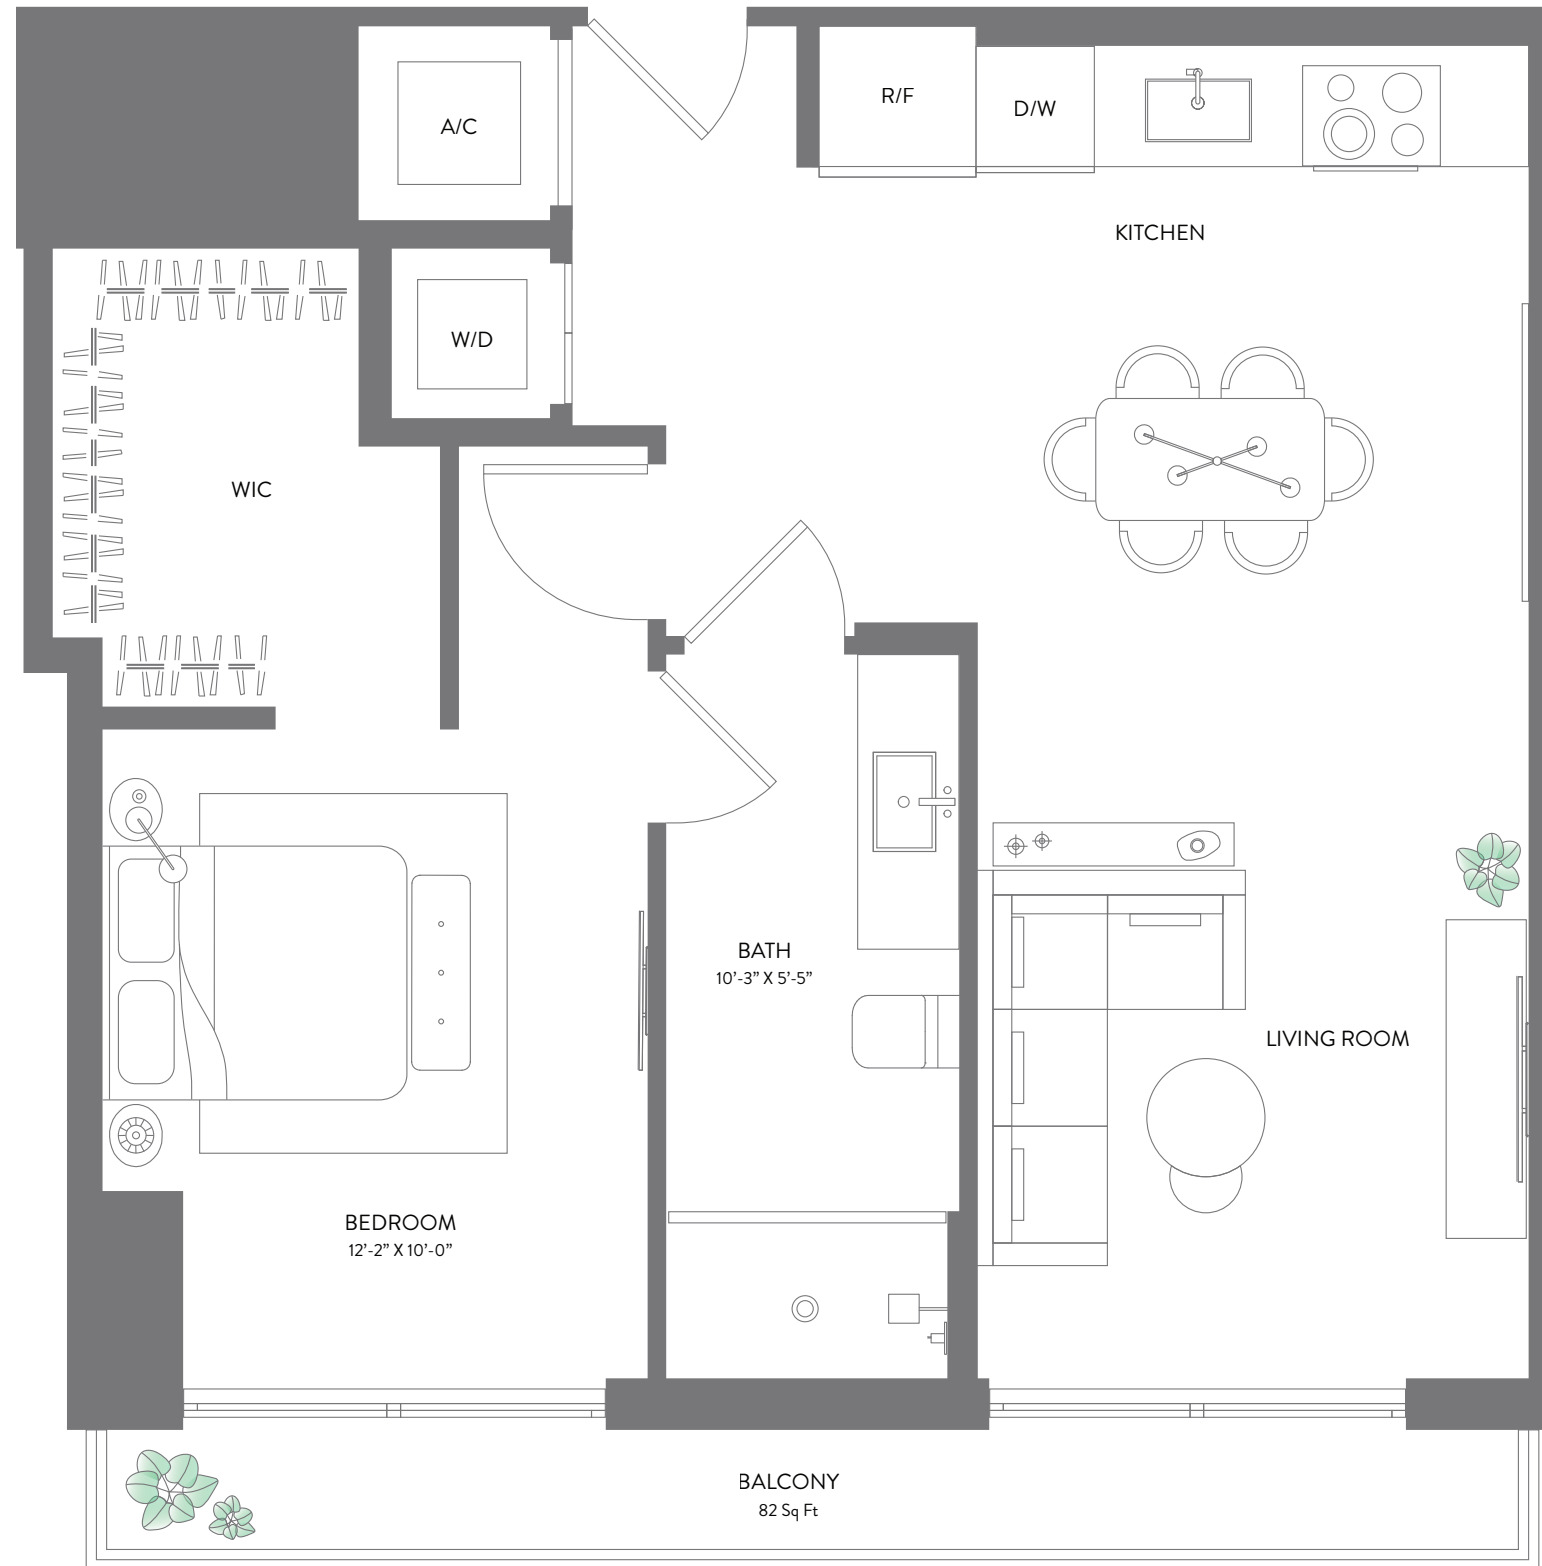 A/C
R/F
D/W
KITCHEN
W/D
WIC
BATH
10’-3” X 5’-5”
LIVING ROOM
BEDROOM
12’-2” X 10’-0”
BALCONY
82 Sq Ft